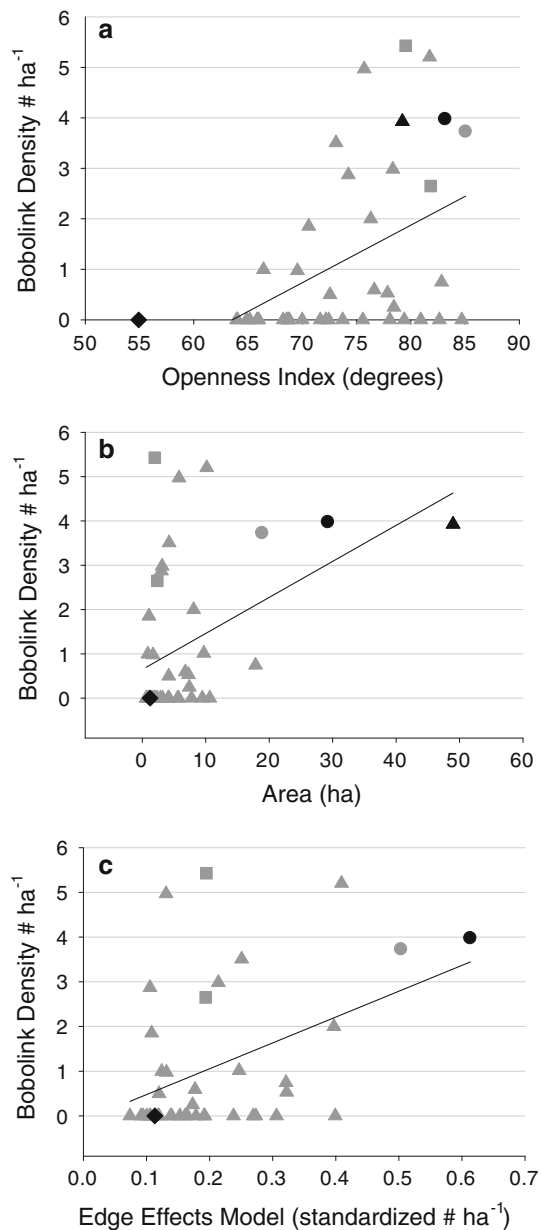 a
Bobolink Density # ha⁻¹
6
5
4
3
2
1
0
50 55 60 65 70 75 80 85 90
Openness Index (degrees)
b
Bobolink Density # ha⁻¹
6
5
4
3
2
1
0
0 10 20 30 40 50 60
Area (ha)
c
Bobolink Density # ha⁻¹
6
5
4
3
2
1
0
0.0 0.1 0.2 0.3 0.4 0.5 0.6 0.7
Edge Effects Model (standardized # ha⁻¹)